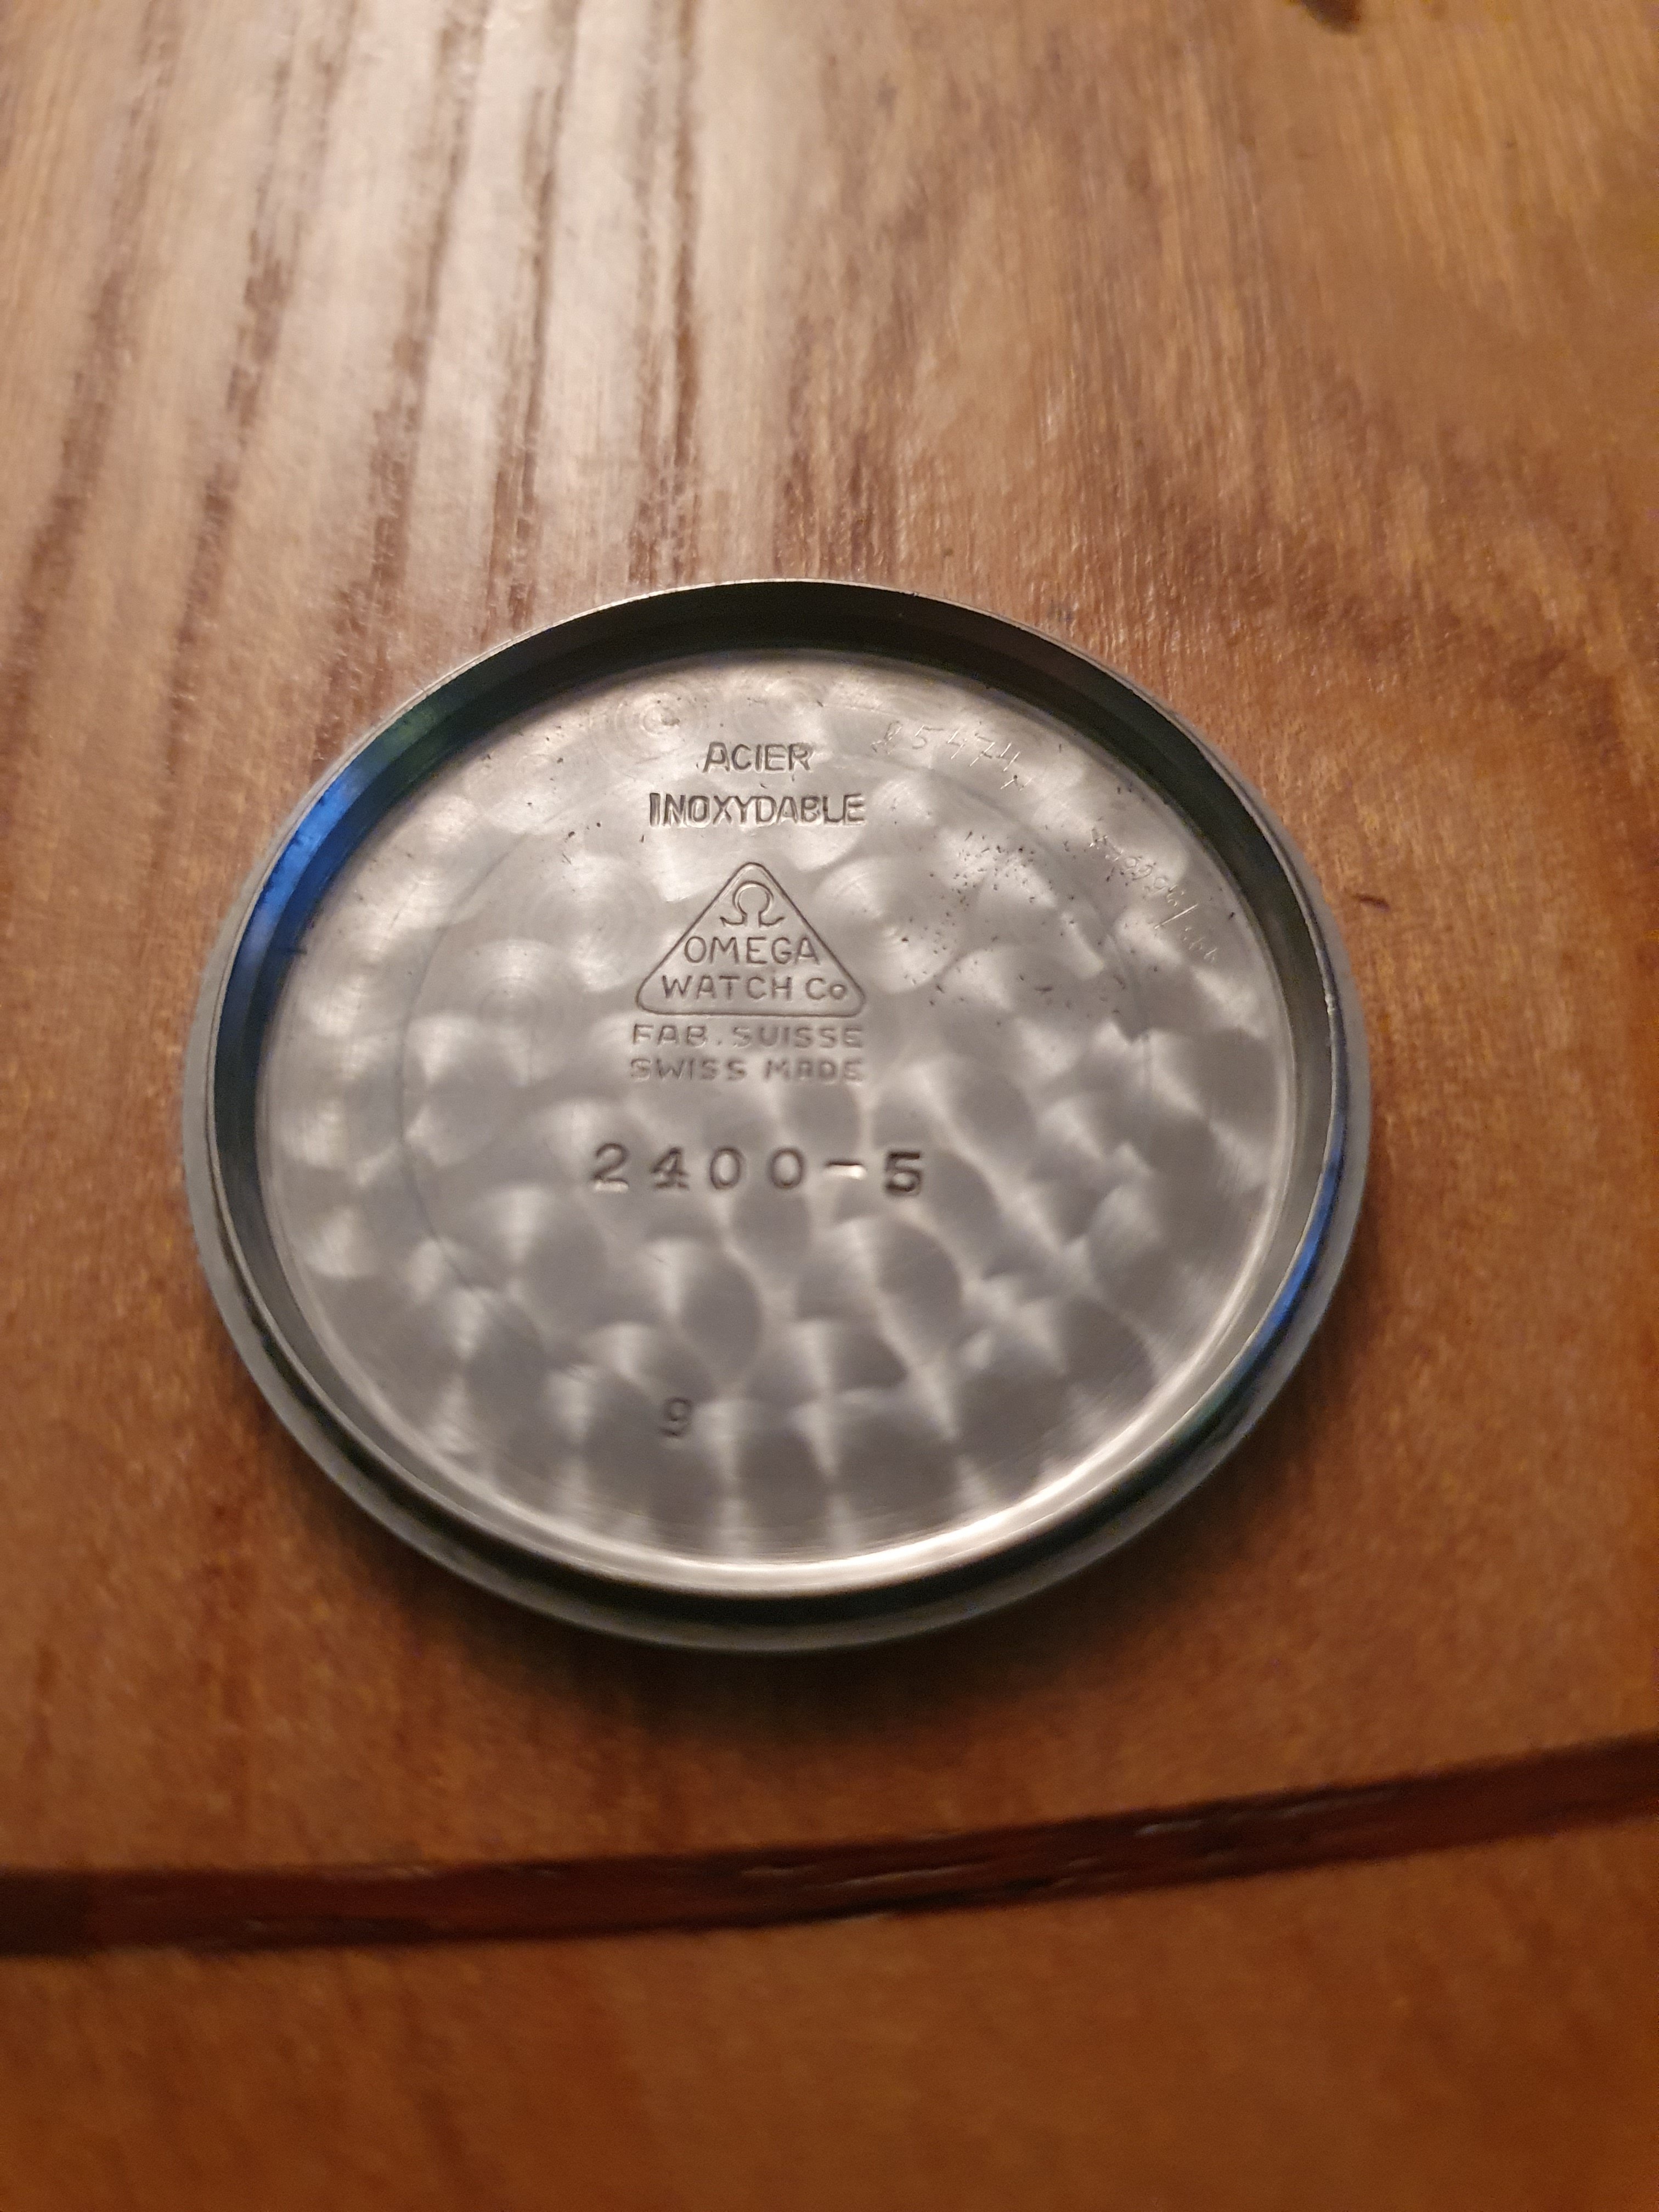 ACIER
INOXYDABLE
Ω
OMEGA
WATCH Co
FAB. SUISSE
SWISS MADE
2400-5
9